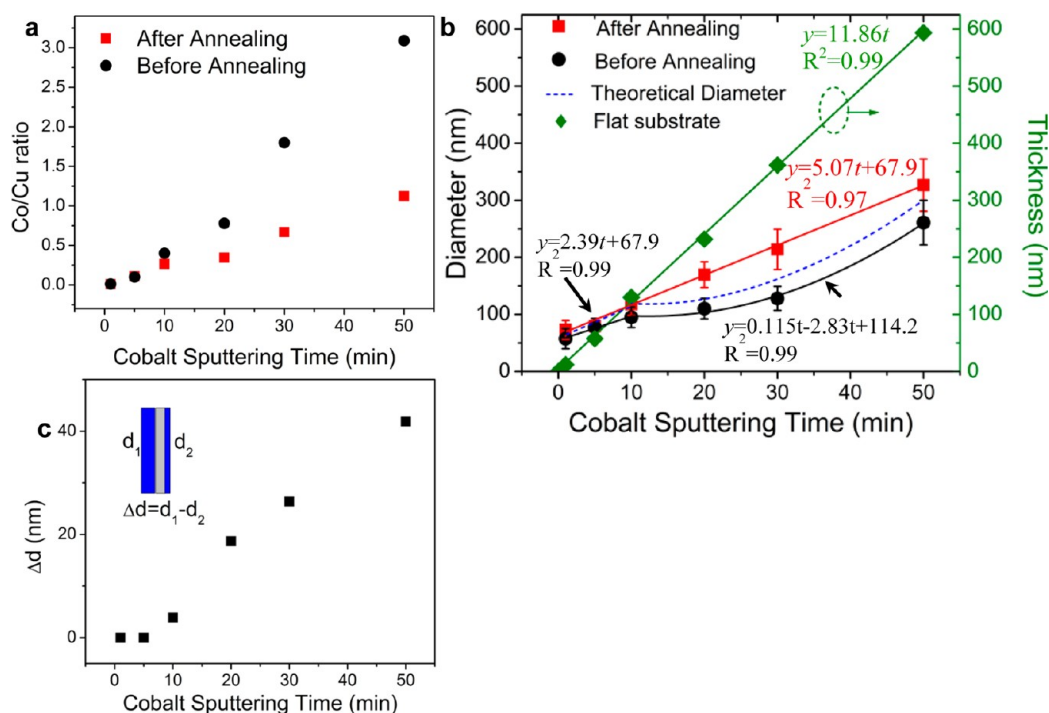 a
After Annealing
Before Annealing
3.0
2.5
2.0
1.5
1.0
0.5
0.0
Co/Cu ratio
0 10 20 30 40 50
Cobalt Sputtering Time (min)
b
After Annealing
Before Annealing
Theoretical Diameter
Flat substrate
y=11.86t
R²=0.99
y=5.07t+67.9
R²=0.97
y=2.39t+67.9
R²=0.99
y=0.115t²-2.83t+114.2
R²=0.99
600
500
400
300
200
100
0
Diameter (nm)
600
500
400
300
200
100
0
Thickness (nm)
0 10 20 30 40 50
Cobalt Sputtering Time (min)
c
d₁ d₂
Δd=d₁-d₂
40
20
0
Δd (nm)
0 10 20 30 40 50
Cobalt Sputtering Time (min)